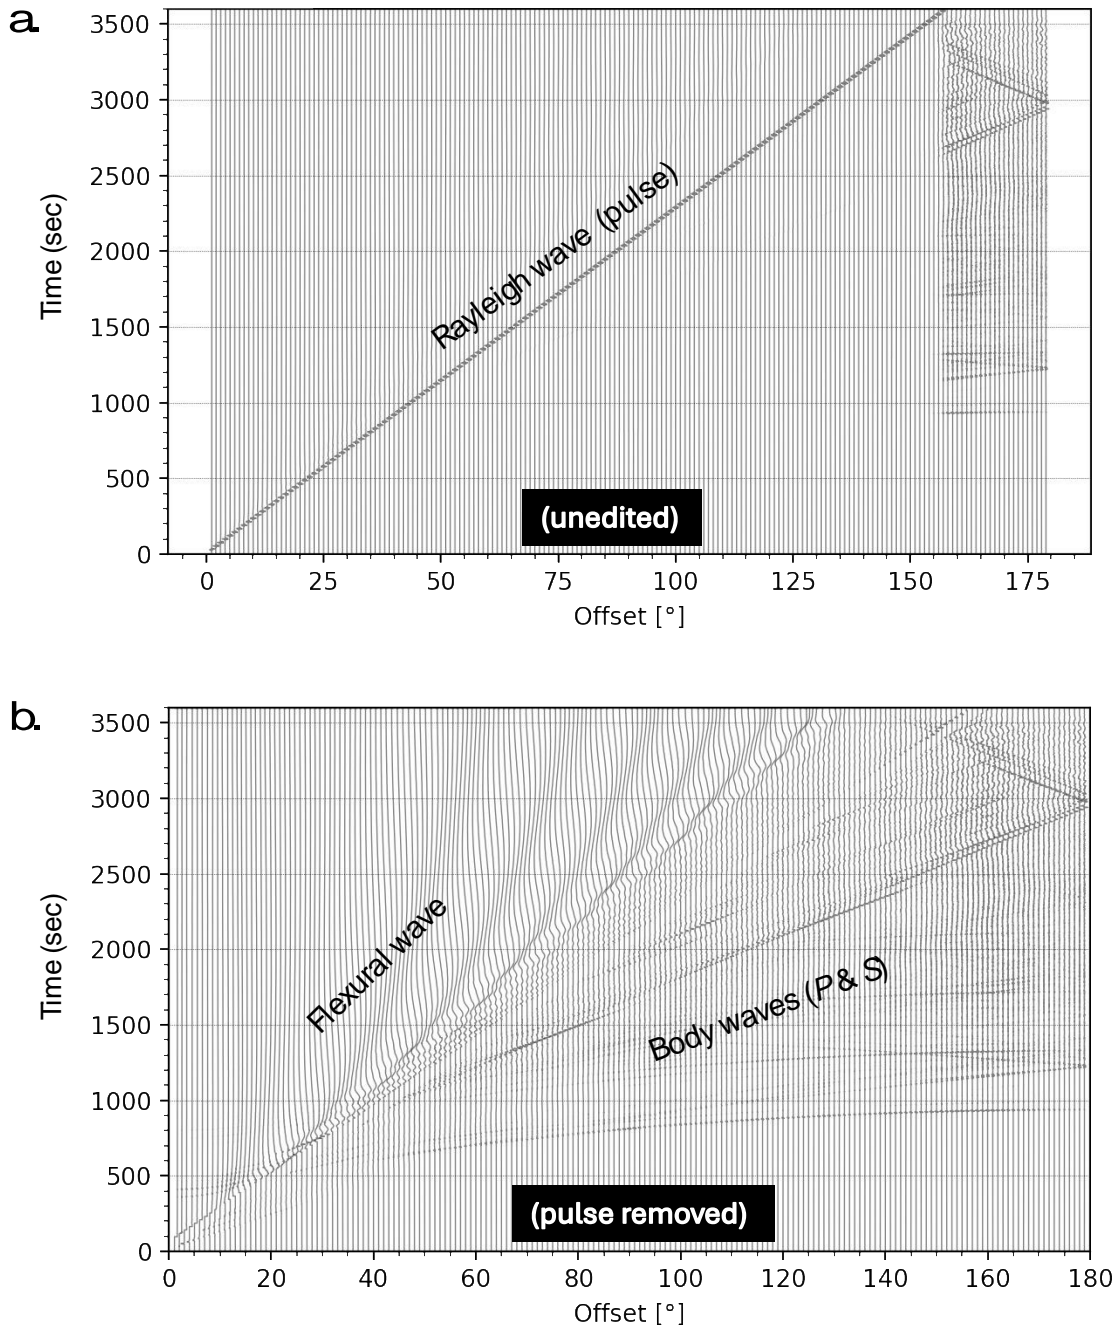 a.
3500
3000
2500
2000
1500
1000
500
0
Time (sec)
Rayleigh wave (pulse)
(unedited)
0 25 50 75 100 125 150 175
Offset [°]
b.
3500
3000
2500
2000
1500
1000
500
0
Time (sec)
Flexural wave
Body waves (P & S)
(pulse removed)
0 20 40 60 80 100 120 140 160 180
Offset [°]